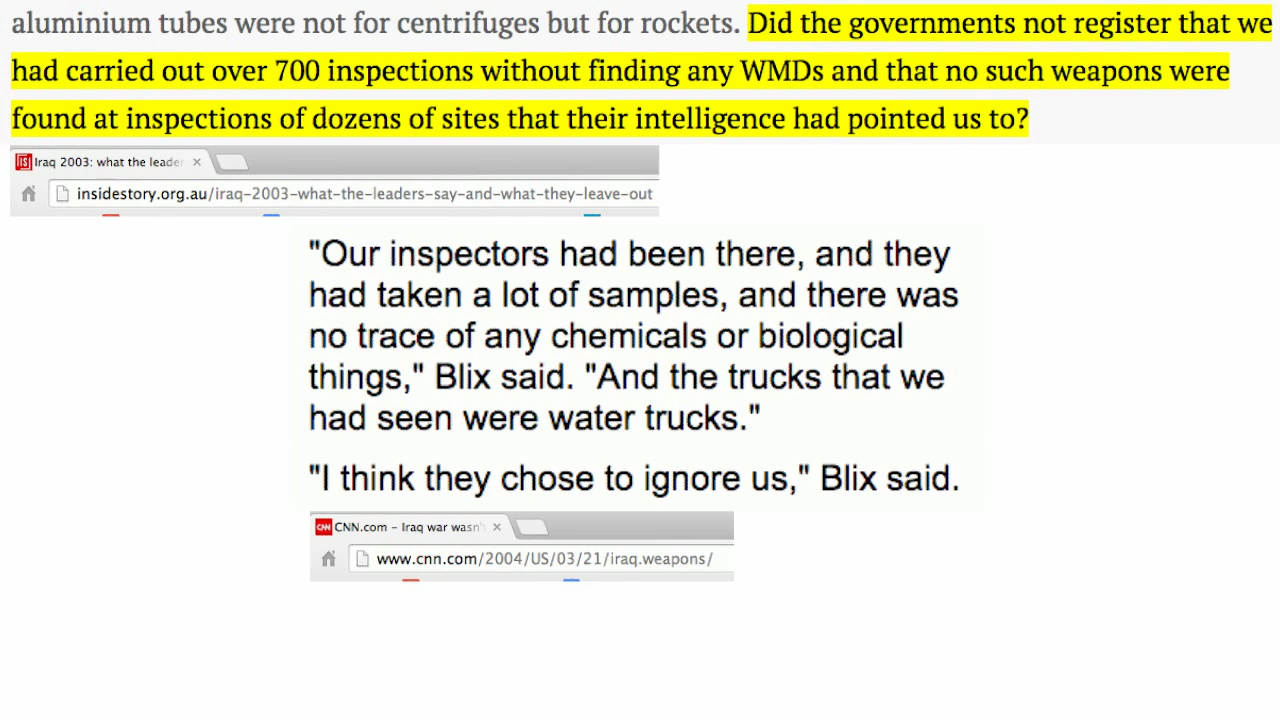 aluminium tubes were not for centrifuges but for rockets. Did the governments not register that we
had carried out over 700 inspections without finding any WMDs and that no such weapons were
found at inspections of dozens of sites that their intelligence had pointed us to?
Iraq 2003: what the leader
insidestory.org.au/iraq-2003-what-the-leaders-say-and-what-they-leave-out
"Our inspectors had been there, and they
had taken a lot of samples, and there was
no trace of any chemicals or biological
things," Blix said. "And the trucks that we
had seen were water trucks."
"I think they chose to ignore us," Blix said.
CNN CNN.com – Iraq war wasn't
www.cnn.com/2004/US/03/21/iraq.weapons/